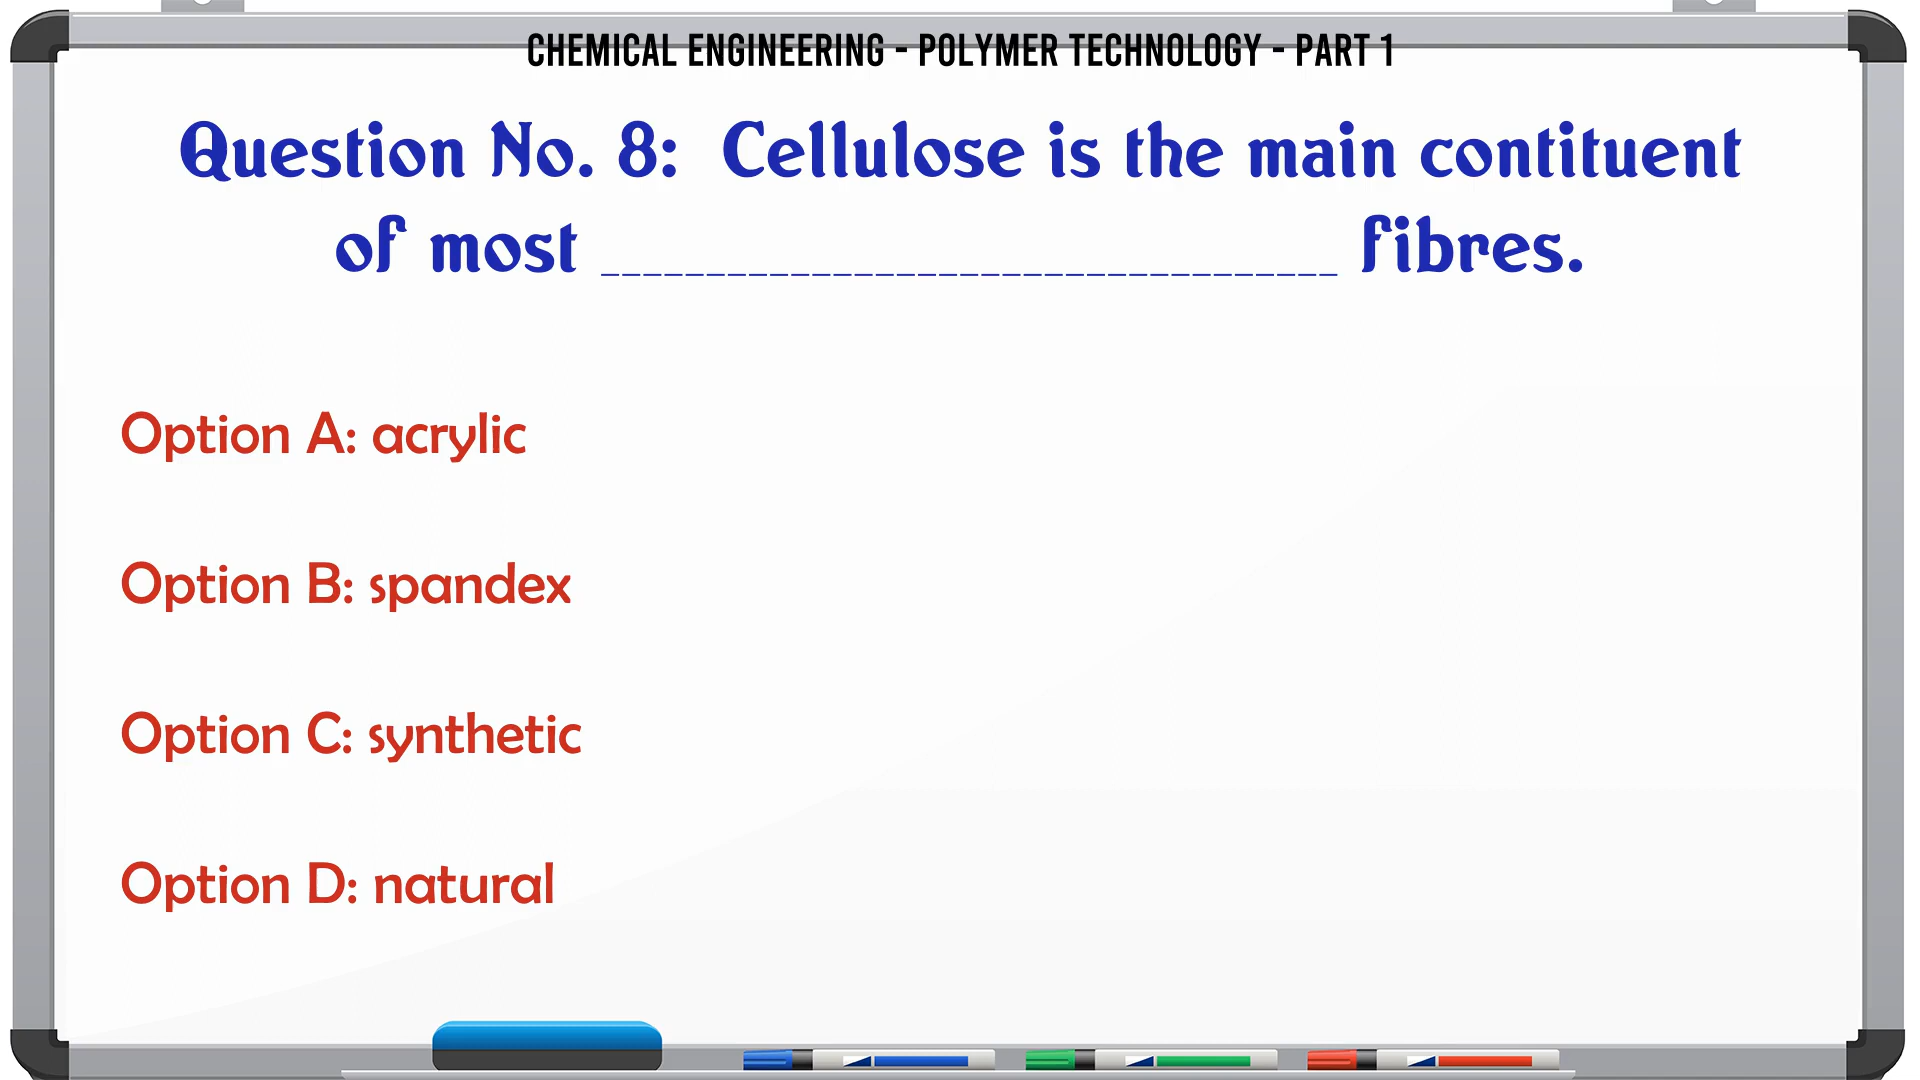 CHEMICAL ENGINEERING - POLYMER TECHNOLOGY - PART 1
Question No. 8: Cellulose is the main contituent
of most ___________________________________ fibres.
Option A: acrylic
Option B: spandex
Option C: synthetic
Option D: natural